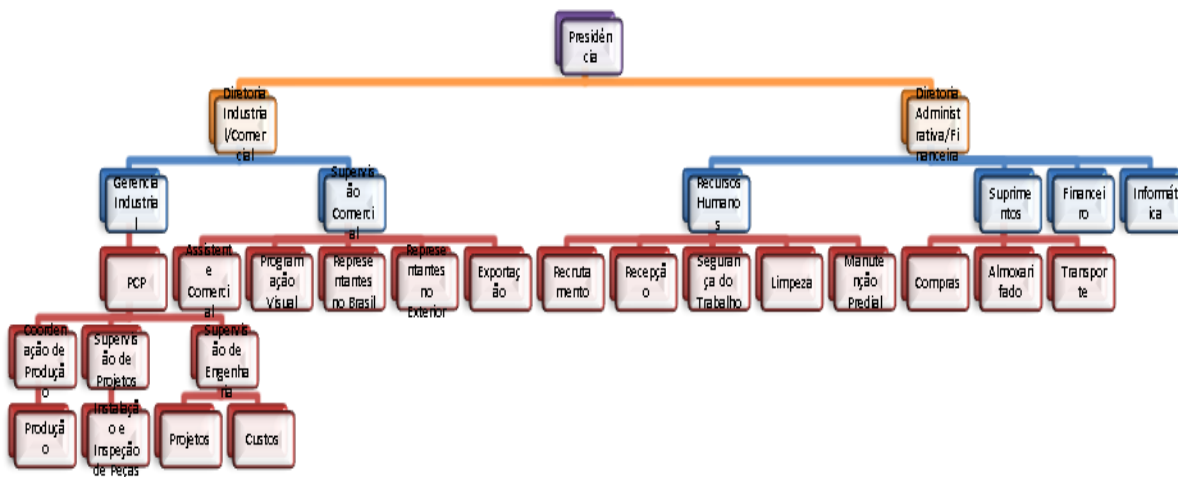 Presidên
cia
Diretoria
Industria
l/Comer
cial
Diretoria
Administ
rativa/Fi
nanceira
Gerencia
Industria
l
Supervis
ão
Comerci
al
Recursos
Humano
s
Suprime
ntos
Financei
ro
Informát
ica
PCP
Assistent
e
Comerci
al
Program
ação
Visual
Represe
ntantes
no Brasil
Represe
ntantes
no
Exterior
Exportaç
ão
Recruta
mento
Recepçã
o
Seguran
ça do
Trabalho
Limpeza
Manute
nção
Predial
Compras
Almoxari
fado
Transpo
rte
Coorden
ação de
Produçã
o
Supervis
ão de
Projetos
Supervis
ão de
Engenha
ria
Produçã
o
Instalaçã
o e
Inspeção
de Peças
Projetos
Custos